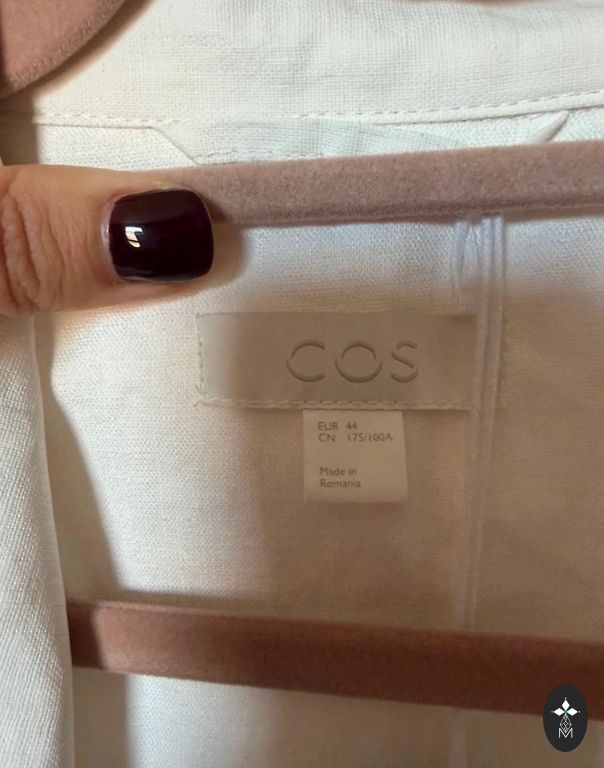 COS
EUR 44
CN 175/100A
Made in
Romania
M